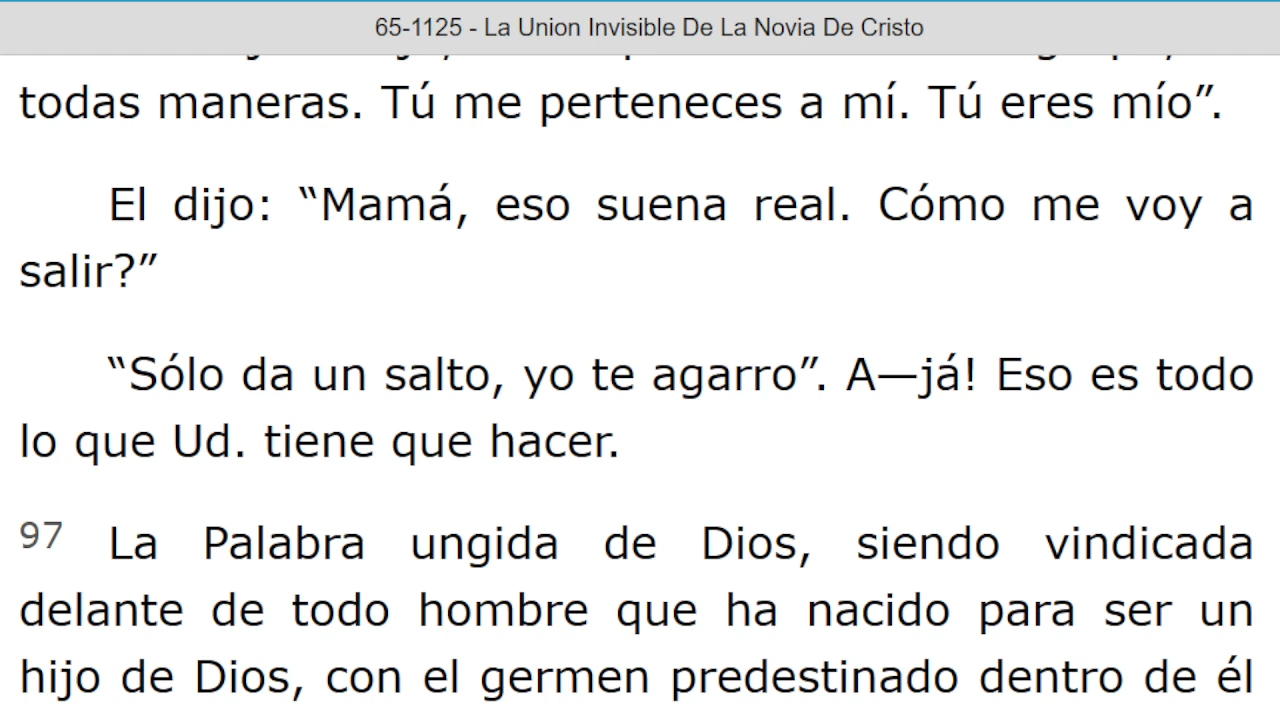 65-1125 - La Union Invisible De La Novia De Cristo
todas maneras. Tú me perteneces a mí. Tú eres mío”.
El dijo: “Mamá, eso suena real. Cómo me voy a
salir?”
“Sólo da un salto, yo te agarro”. A—já! Eso es todo
lo que Ud. tiene que hacer.
97 La Palabra ungida de Dios, siendo vindicada
delante de todo hombre que ha nacido para ser un
hijo de Dios, con el germen predestinado dentro de él